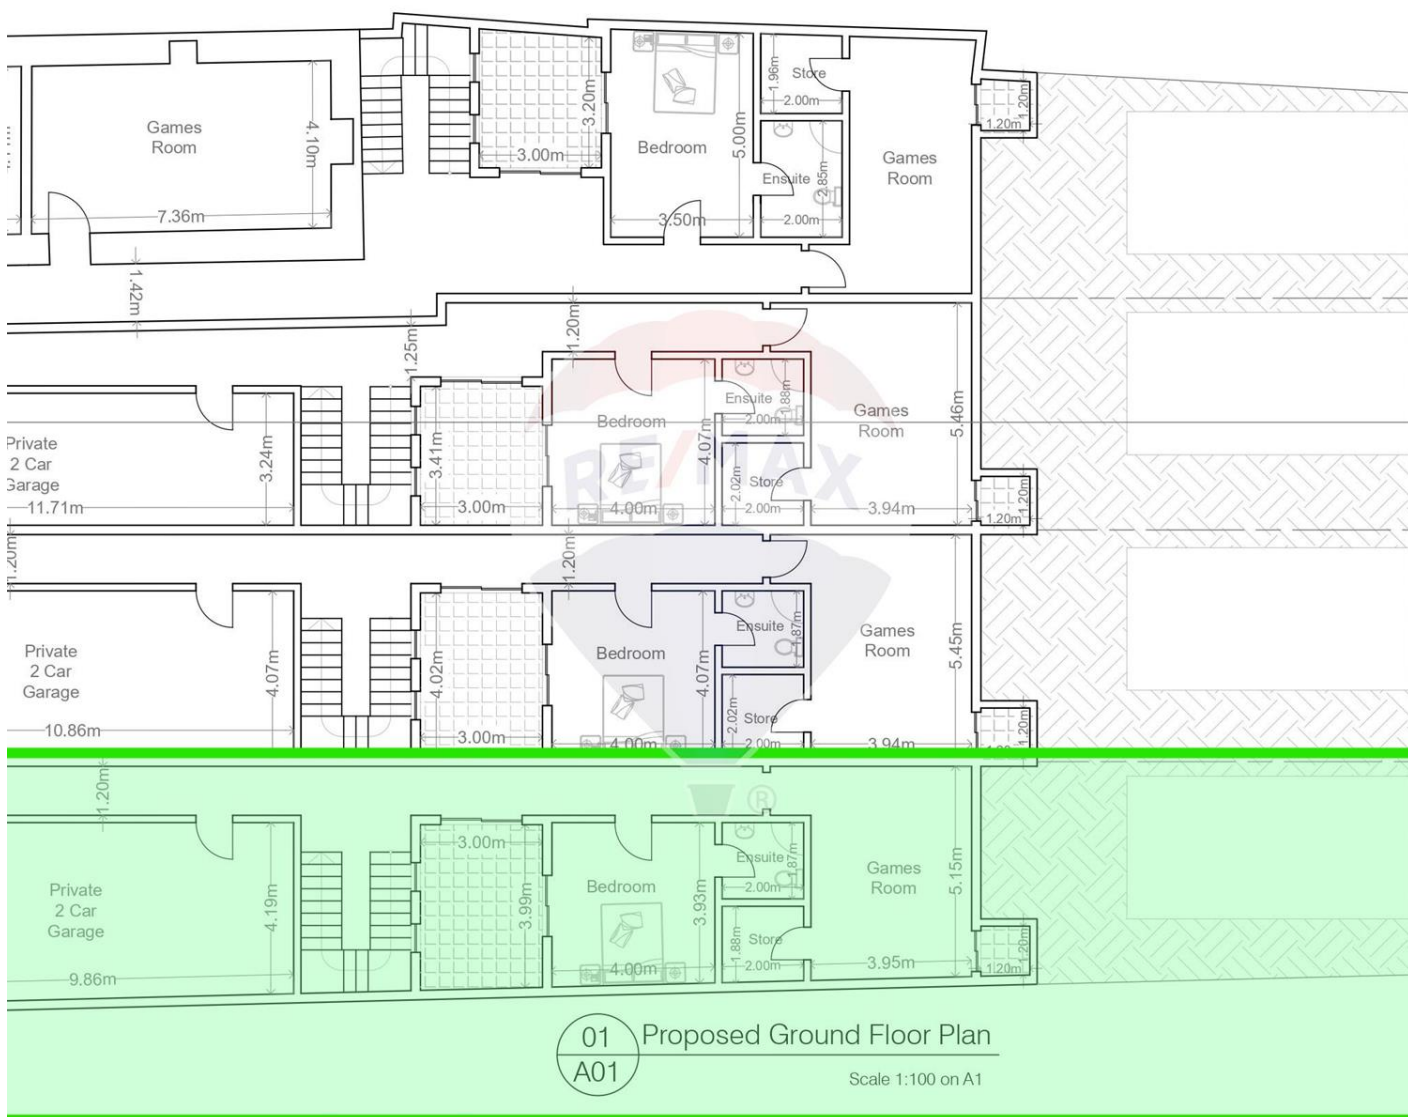 Games
Room
4.10m
7.36m
1.42m
3.20m
3.00m
Bedroom
5.00m
3.50m
1.96m
Store
2.00m
Ensuite
2.85m
2.00m
Games
Room
1.20m
1.20m
Private
2 Car
Garage
3.24m
11.71m
1.25m
3.41m
3.00m
1.20m
Bedroom
4.07m
4.00m
Ensuite
1.88m
2.00m
2.02m
Store
2.00m
Games
Room
5.46m
3.94m
1.20m
1.20m
RE/MAX
1.20m
Private
2 Car
Garage
4.07m
10.86m
4.02m
3.00m
1.20m
Bedroom
4.07m
4.00m
Ensuite
1.87m
2.02m
Store
2.00m
Games
Room
5.45m
3.94m
1.20m
1.20m
Private
2 Car
Garage
4.19m
9.86m
3.00m
3.99m
Bedroom
3.93m
4.00m
®
Ensuite
1.87m
2.00m
1.88m
Store
2.00m
Games
Room
5.15m
3.95m
1.20m
1.20m
01
A01
Proposed Ground Floor Plan
Scale 1:100 on A1